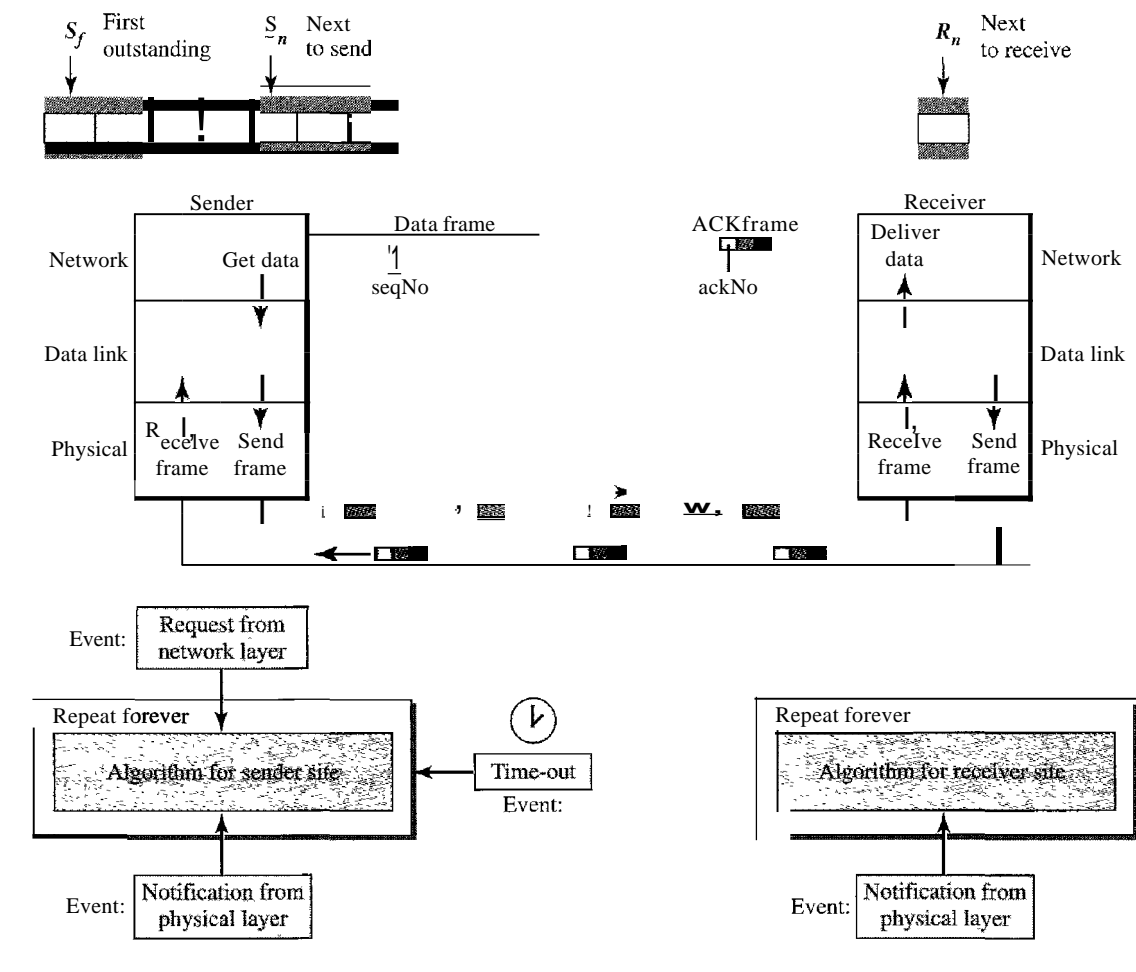 S_f First
outstanding
S_n Next
to send
R_n Next
to receive
Sender
Receiver
Data frame
seqNo
ACKframe
ackNo
Network
Get data
Deliver
data
Network
Data link
Data link
Physical
Receive
frame
Send
frame
ReceIve
frame
Send
frame
Physical
Event:
Request from
network layer
Repeat forever
Algorithm for sender site
Time-out
Event:
Repeat forever
Algorithm for receiver site
Event:
Notification from
physical layer
Event:
Notification from
physical layer